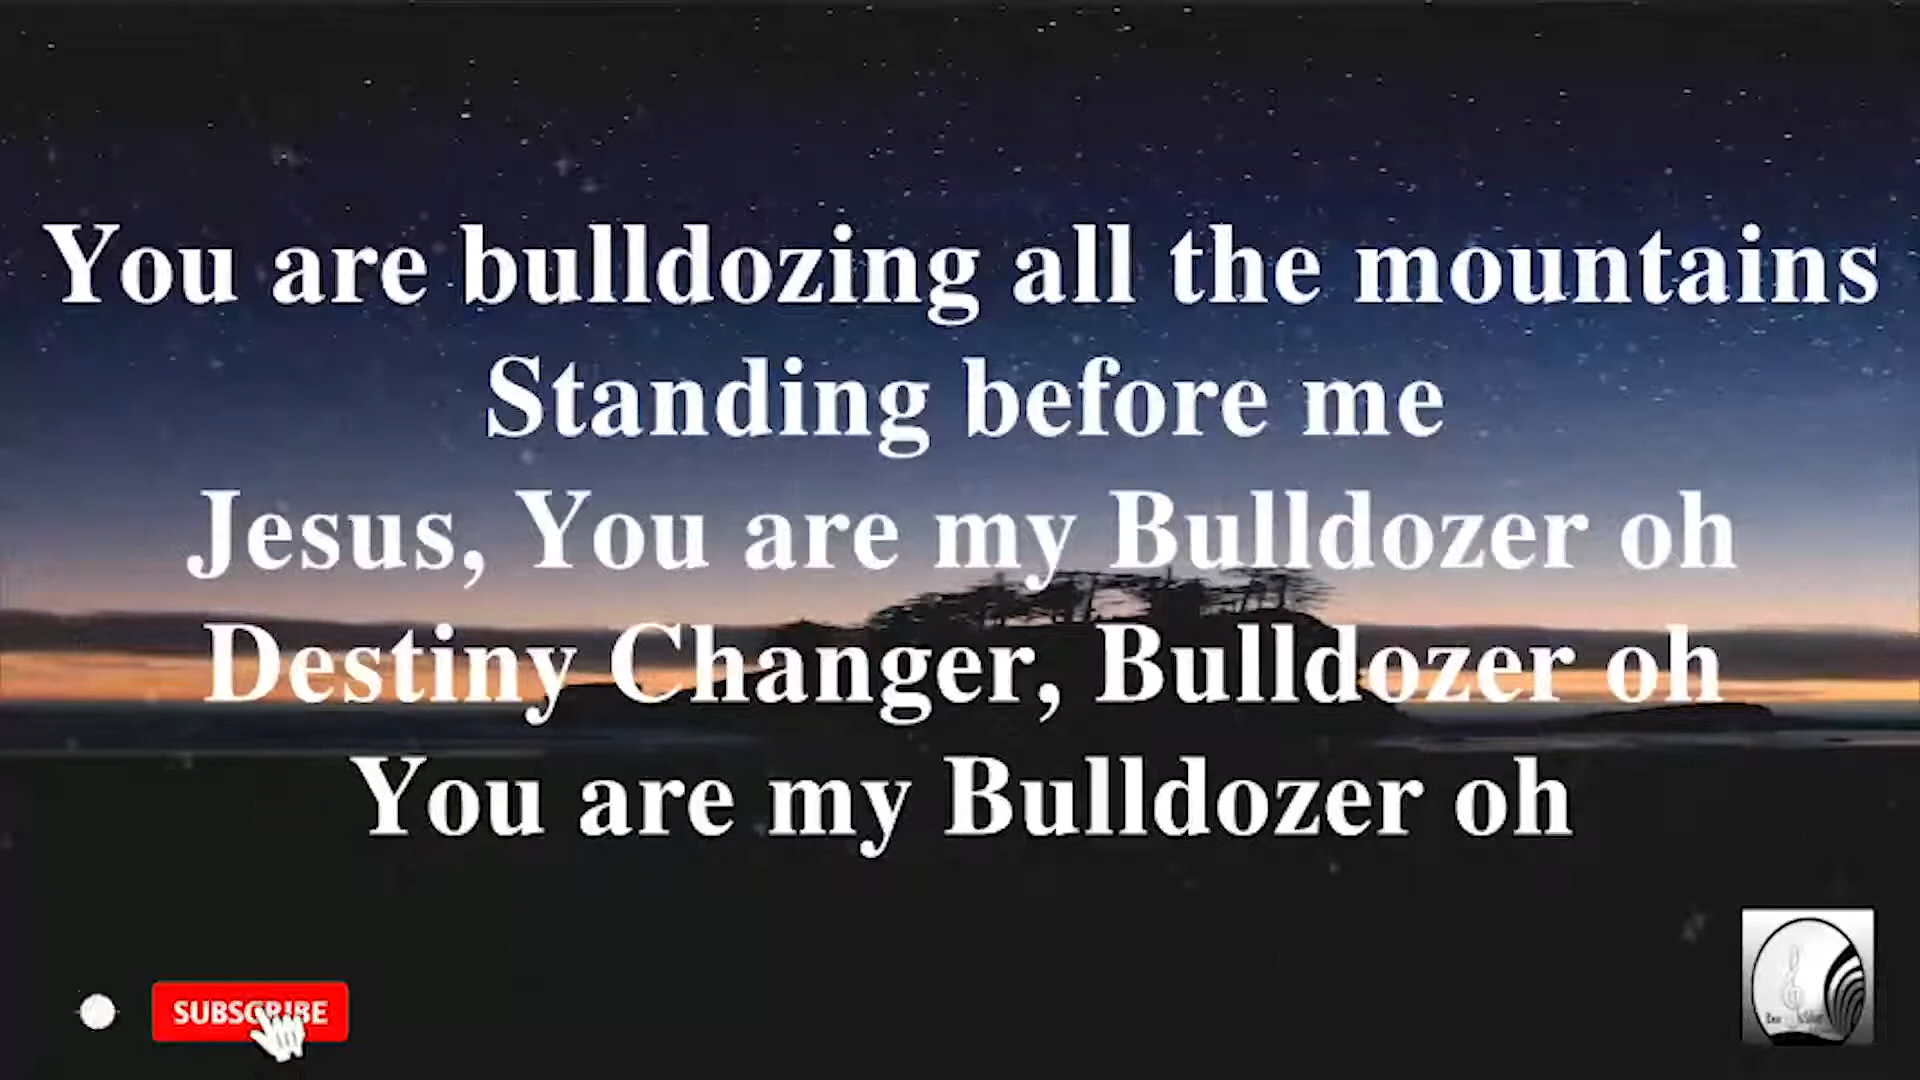 You are bulldozing all the mountains
Standing before me
Jesus, You are my Bulldozer oh
Destiny Changer, Bulldozer oh
You are my Bulldozer oh
SUBSCRIBE